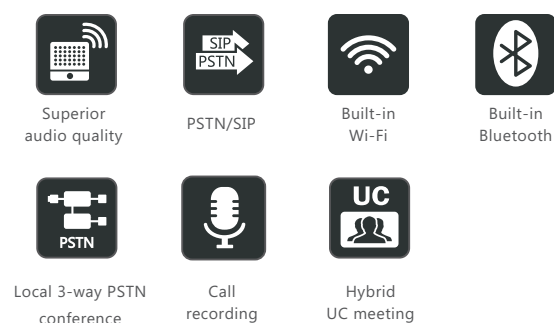 SIP
PSTN
Superior
audio quality
PSTN/SIP
Built-in
Wi-Fi
Built-in
Bluetooth
PSTN
UC
Local 3-way PSTN
conference
Call
recording
Hybrid
UC meeting